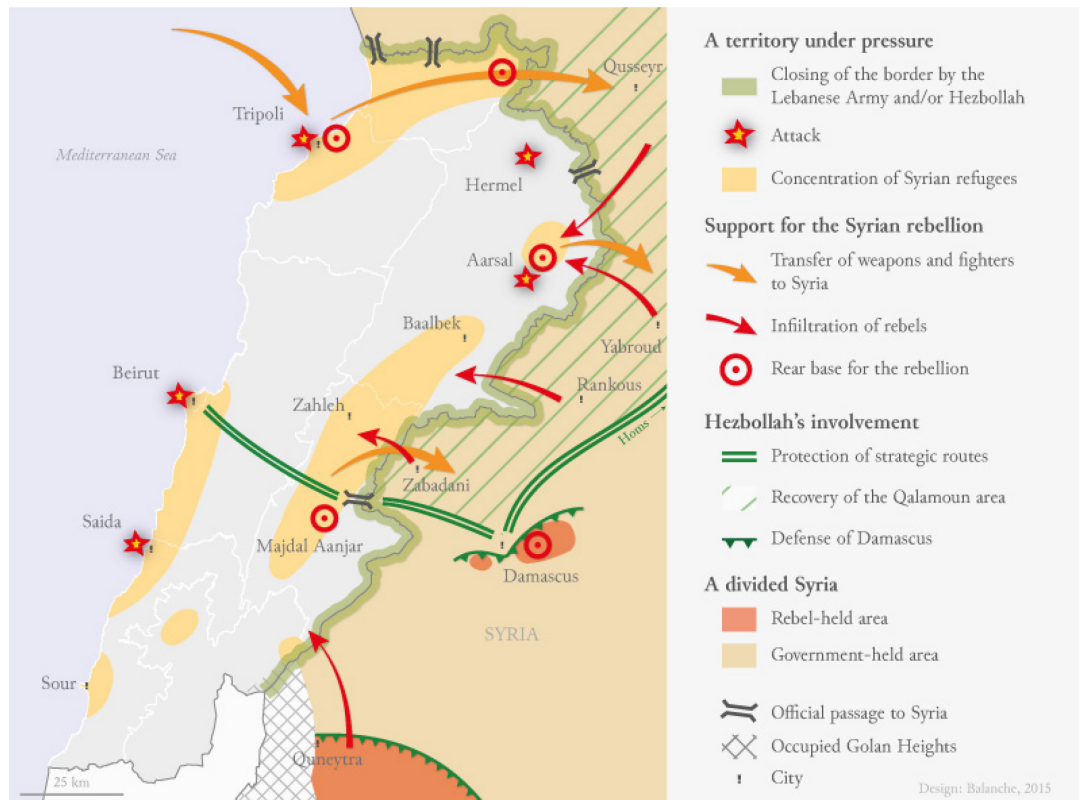 Qusseyr
Tripoli
Mediterranean Sea
Hermel
Aarsal
Baalbek
Yabroud
Beirut
Rankous
Zahleh
Homs
Zabadani
Saida
Majdal Aanjar
Damascus
SYRIA
Sour
Quneytra
25 km
A territory under pressure
Closing of the border by the
Lebanese Army and/or Hezbollah
Attack
Concentration of Syrian refugees
Support for the Syrian rebellion
Transfer of weapons and fighters
to Syria
Infiiltration of rebels
Rear base for the rebellion
Hezbollah's involvement
Protection of strategic routes
Recovery of the Qalamoun area
Defense of Damascus
A divided Syria
Rebel-held area
Government-held area
Official passage to Syria
Occupied Golan Heights
City
Design: Balanche, 2015